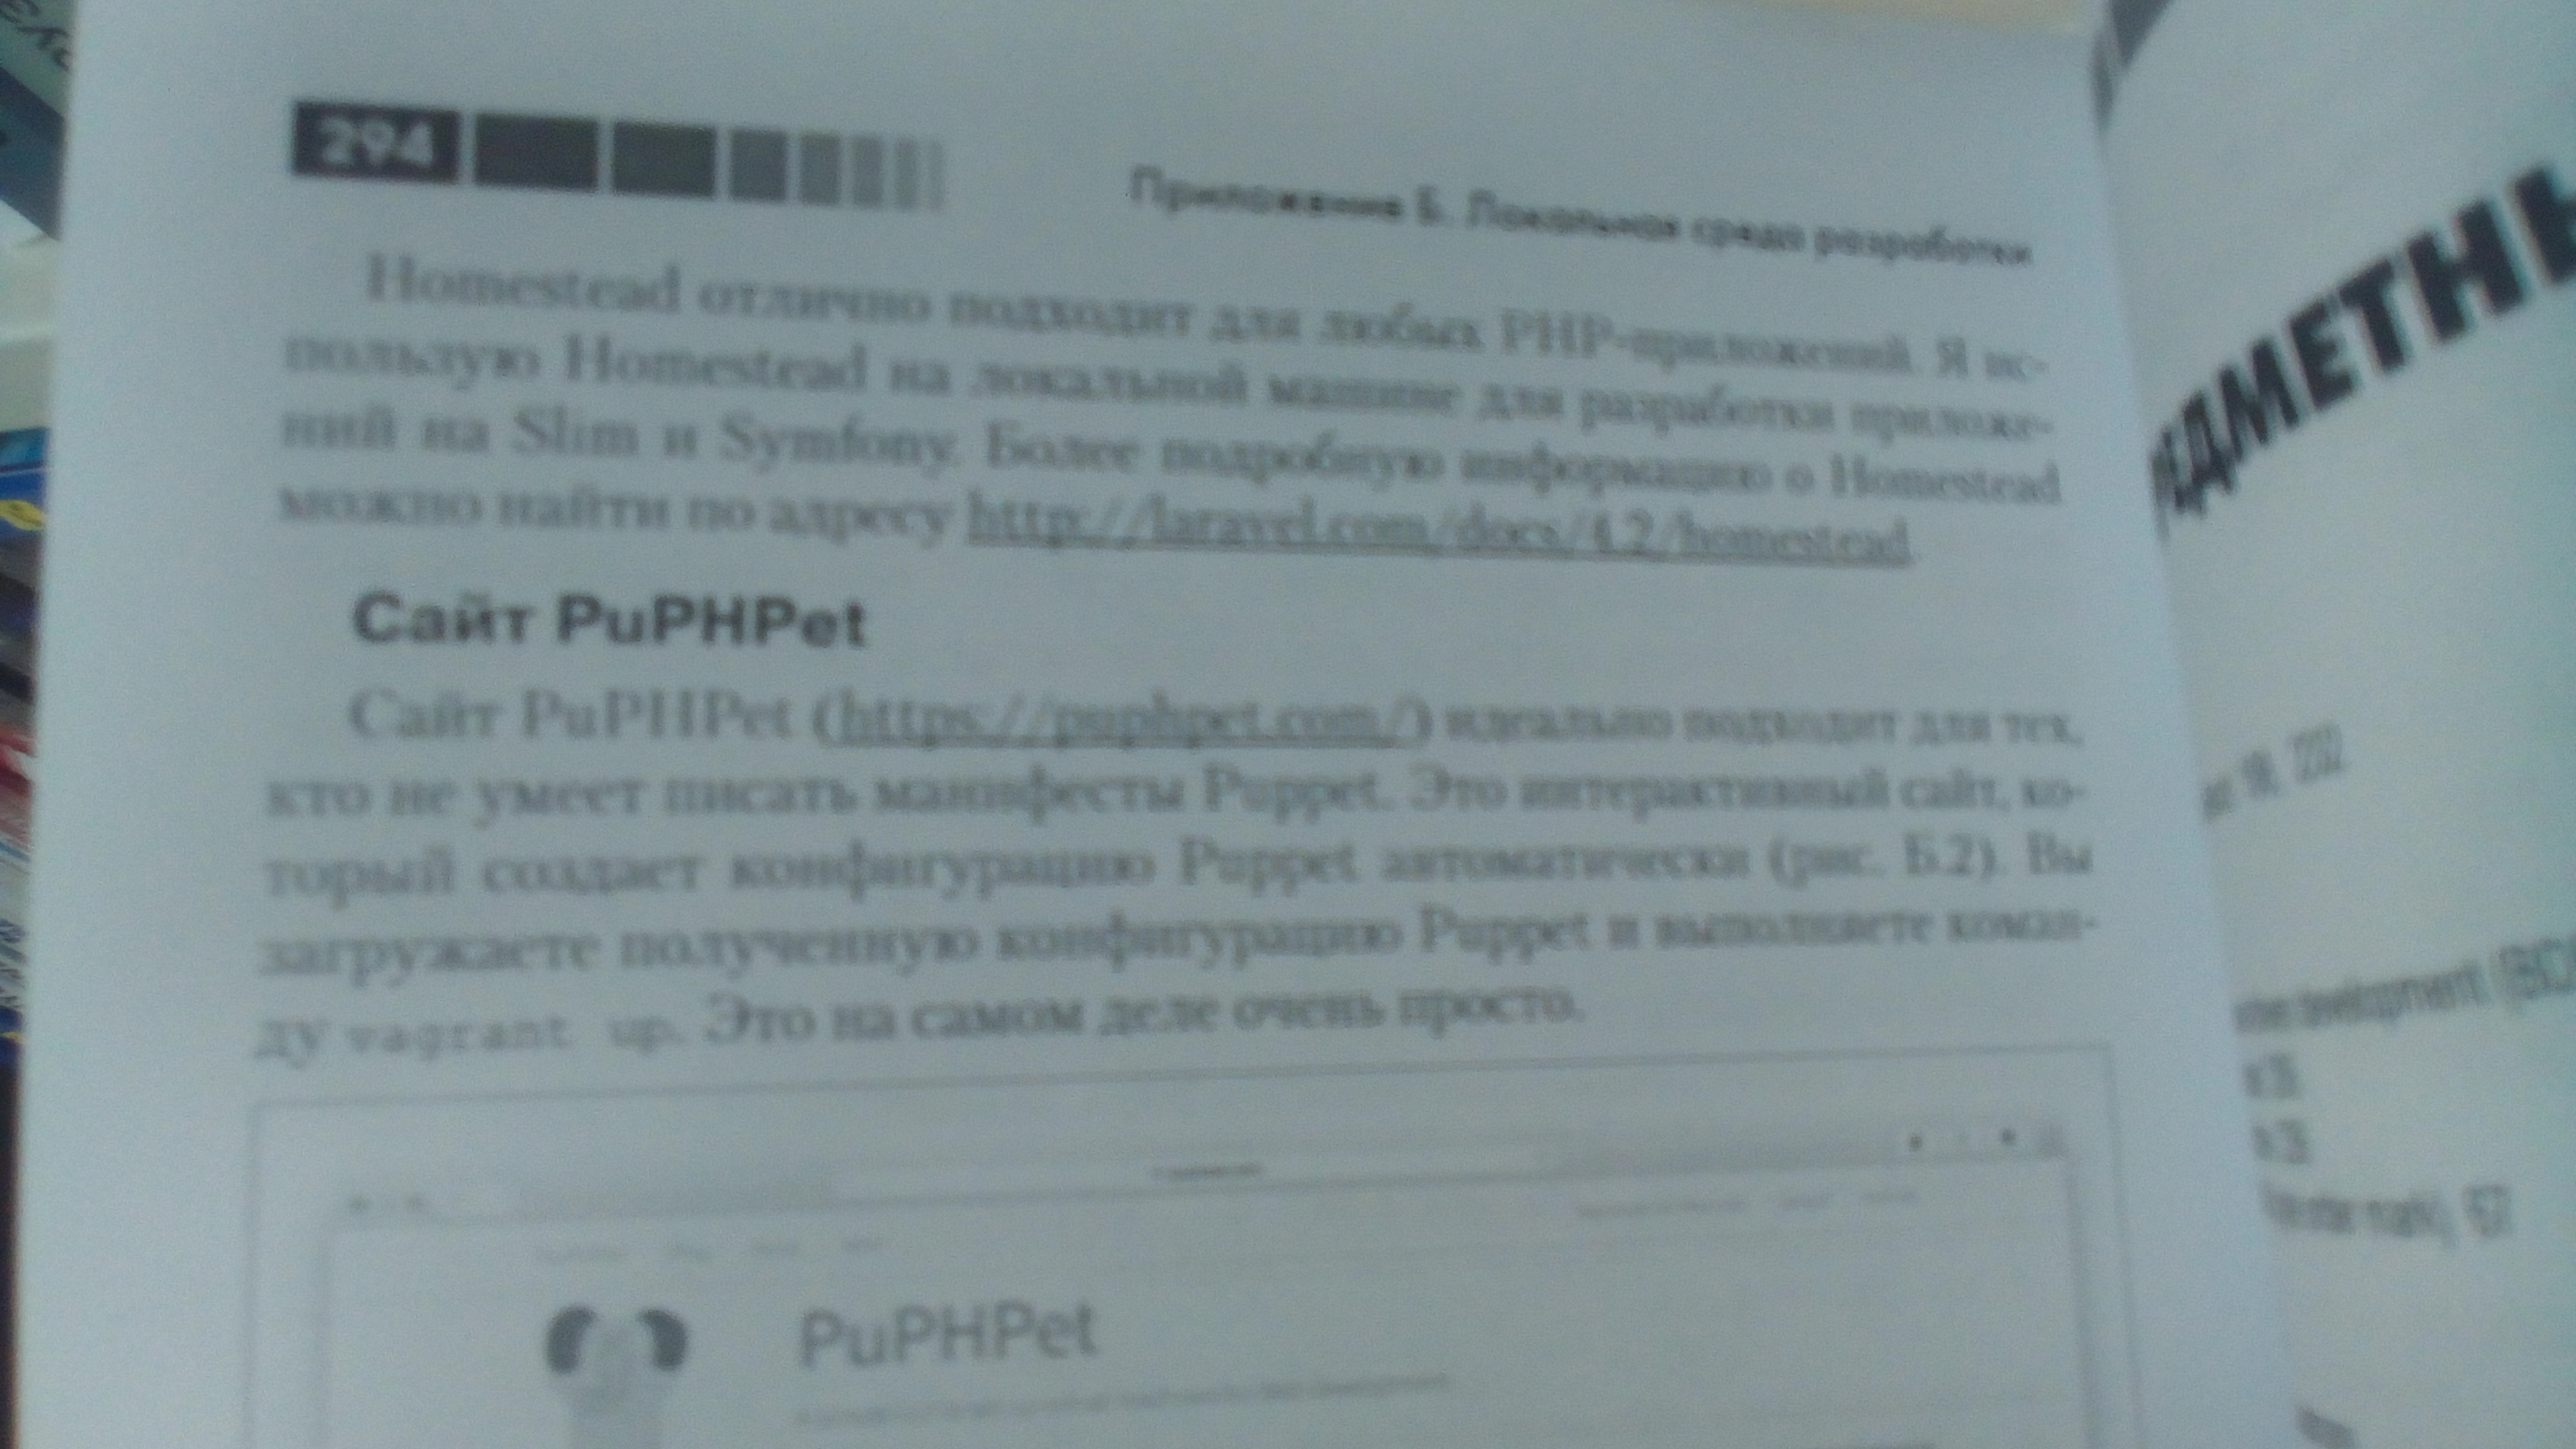 294
Приложение Б. Локальная среда разработки
Homestead отлично подходит для любых PHP-приложений. Я ис-
пользую Homestead на локальной машине для разработки приложе-
ний на Slim и Symfony. Более подробную информацию о Homestead
можно найти по адресу http://laravel.com/docs/4.2/homestead.
Сайт PuPHPet
Сайт PuPHPet (https://puphpet.com/) идеально подходит для тех,
кто не умеет писать манифесты Puppet. Это интерактивный сайт, ко-
торый создает конфигурацию Puppet автоматически (рис. Б.2). Вы
загружаете полученную конфигурацию Puppet и выполняете коман-
ду vagrant up. Это на самом деле очень просто.
PuPHPet
ДМЕТНЫ
development (BD